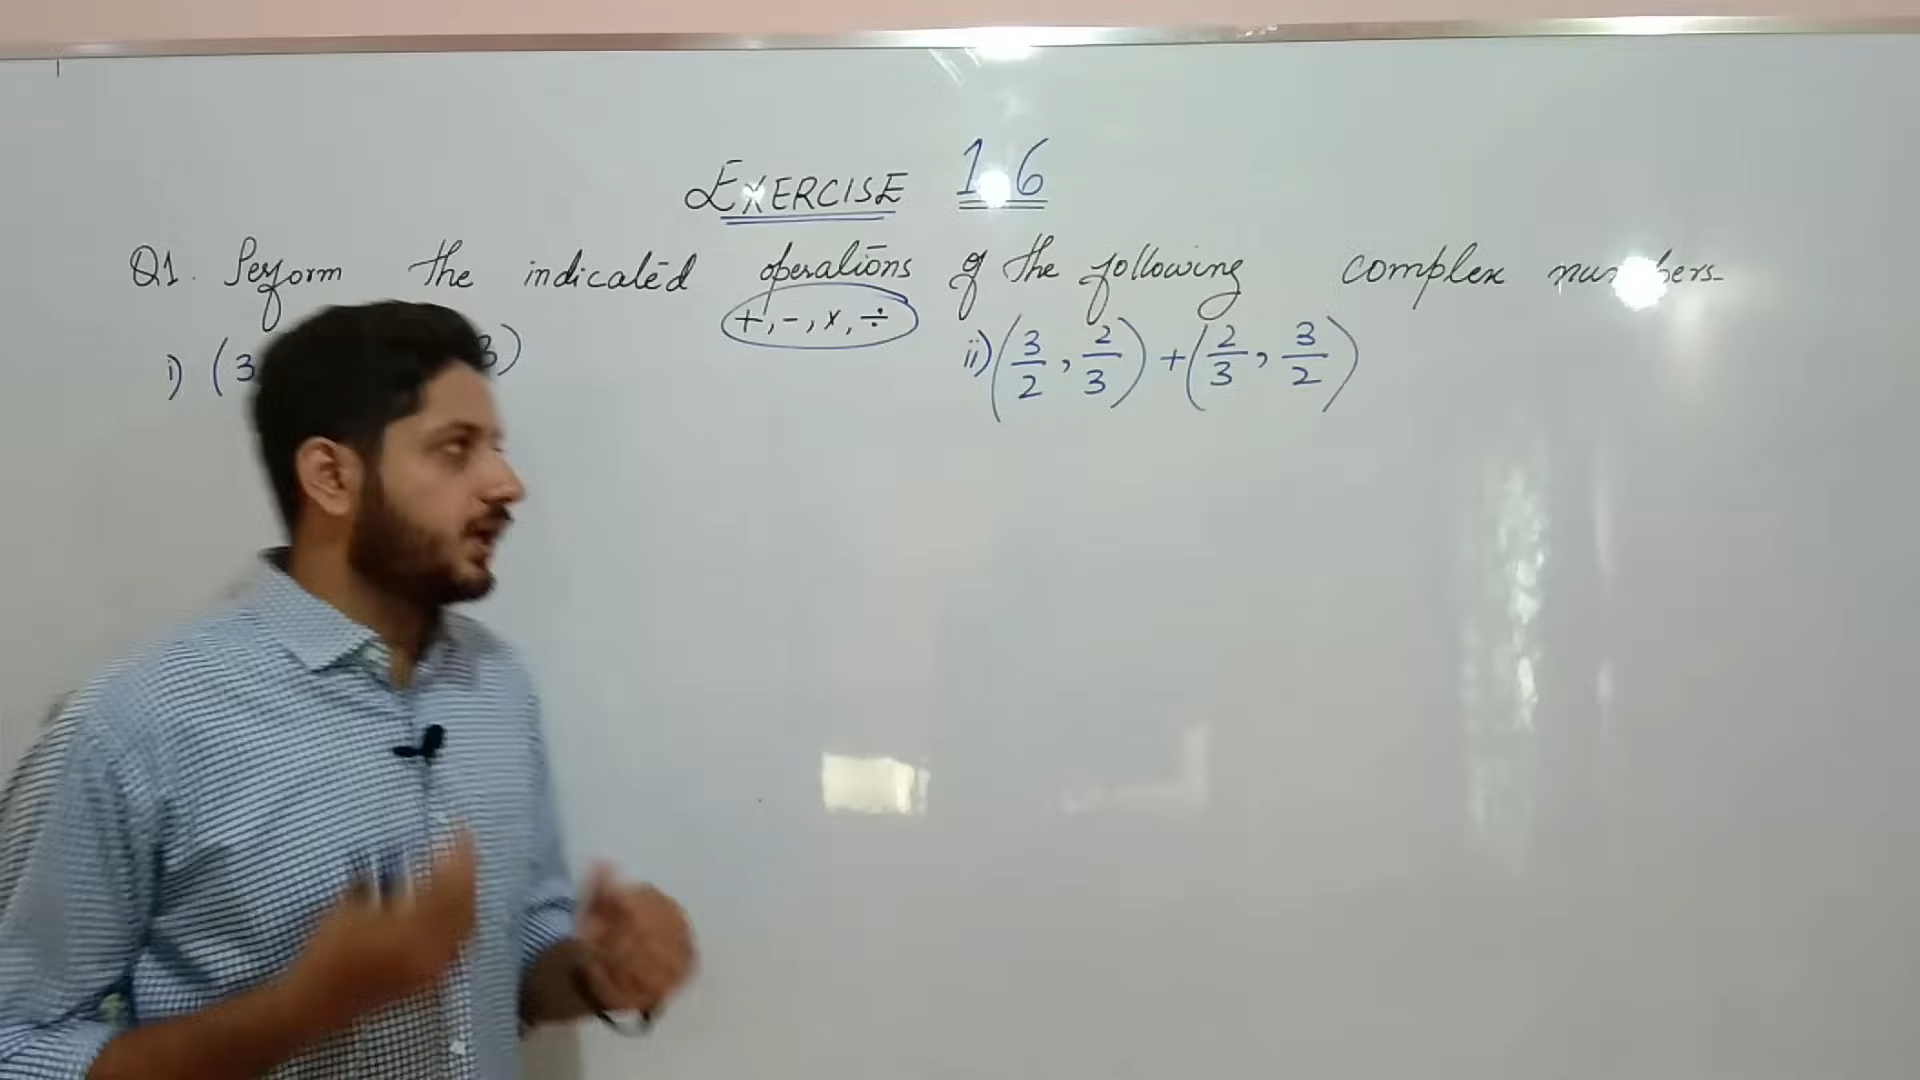 EXERCISE 1.6
Q1. Perform the indicated operations of the following complex numbers.
+, -, x, ÷
i) (3 3)
ii) (3/2, 2/3) + (2/3, 3/2)